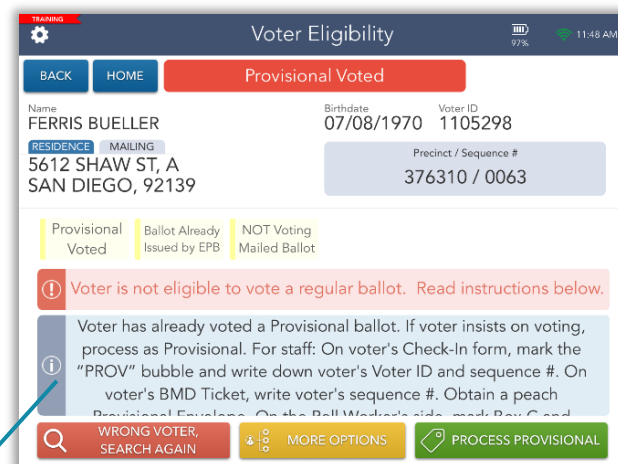 TRAINING
Voter Eligibility
97%
11:48 AM
BACK
HOME
Provisional Voted
Name
FERRIS BUELLER
Birthdate
07/08/1970
Voter ID
1105298
RESIDENCE
MAILING
5612 SHAW ST, A
SAN DIEGO, 92139
Precinct / Sequence #
376310 / 0063
Provisional
Voted
Ballot Already
Issued by EPB
NOT Voting
Mailed Ballot
Voter is not eligible to vote a regular ballot. Read instructions below.
Voter has already voted a Provisional ballot. If voter insists on voting,
process as Provisional. For staff: On voter's Check-In form, mark the
“PROV” bubble and write down voter's Voter ID and sequence #. On
voter's BMD Ticket, write voter's sequence #. Obtain a peach
Provisional Envelope. On the Poll Worker's side, mark Box C and
WRONG VOTER,
SEARCH AGAIN
MORE OPTIONS
PROCESS PROVISIONAL